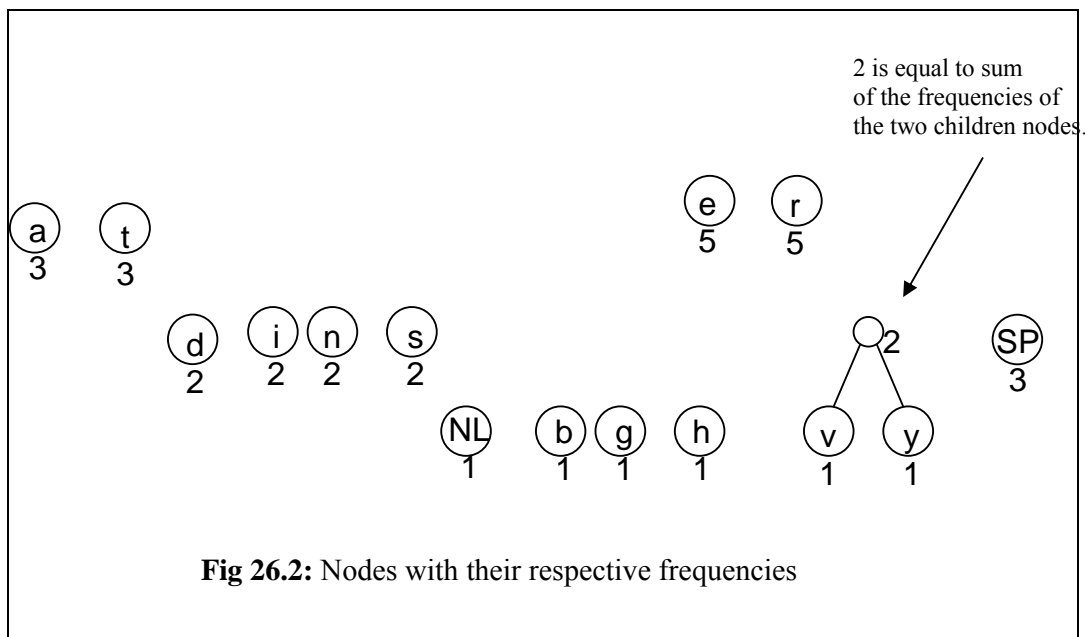 2 is equal to sum
of the frequencies of
the two children nodes.
e r
5 5
a t
3 3
d i n s 2 SP
2 2 2 2 3
NL b g h v y
1 1 1 1 1 1
Fig 26.2: Nodes with their respective frequencies